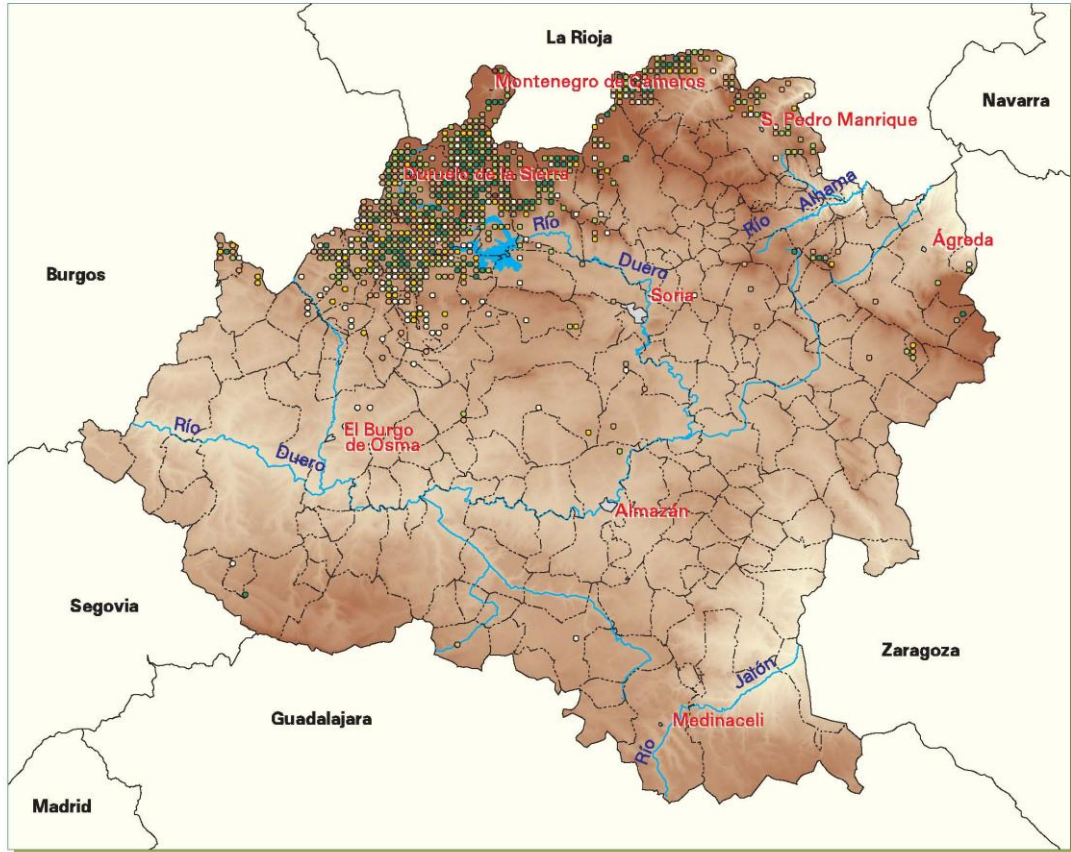 La Rioja
Montenegro de Cameros
Navarra
S. Pedro Manrique
Duruelo de la Sierra
Río Alhama
Río Duero
Ágreda
Burgos
Soria
Río Duero
El Burgo
de Osma
Almazán
Segovia
Zaragoza
Río Jalón
Guadalajara
Medinaceli
Madrid